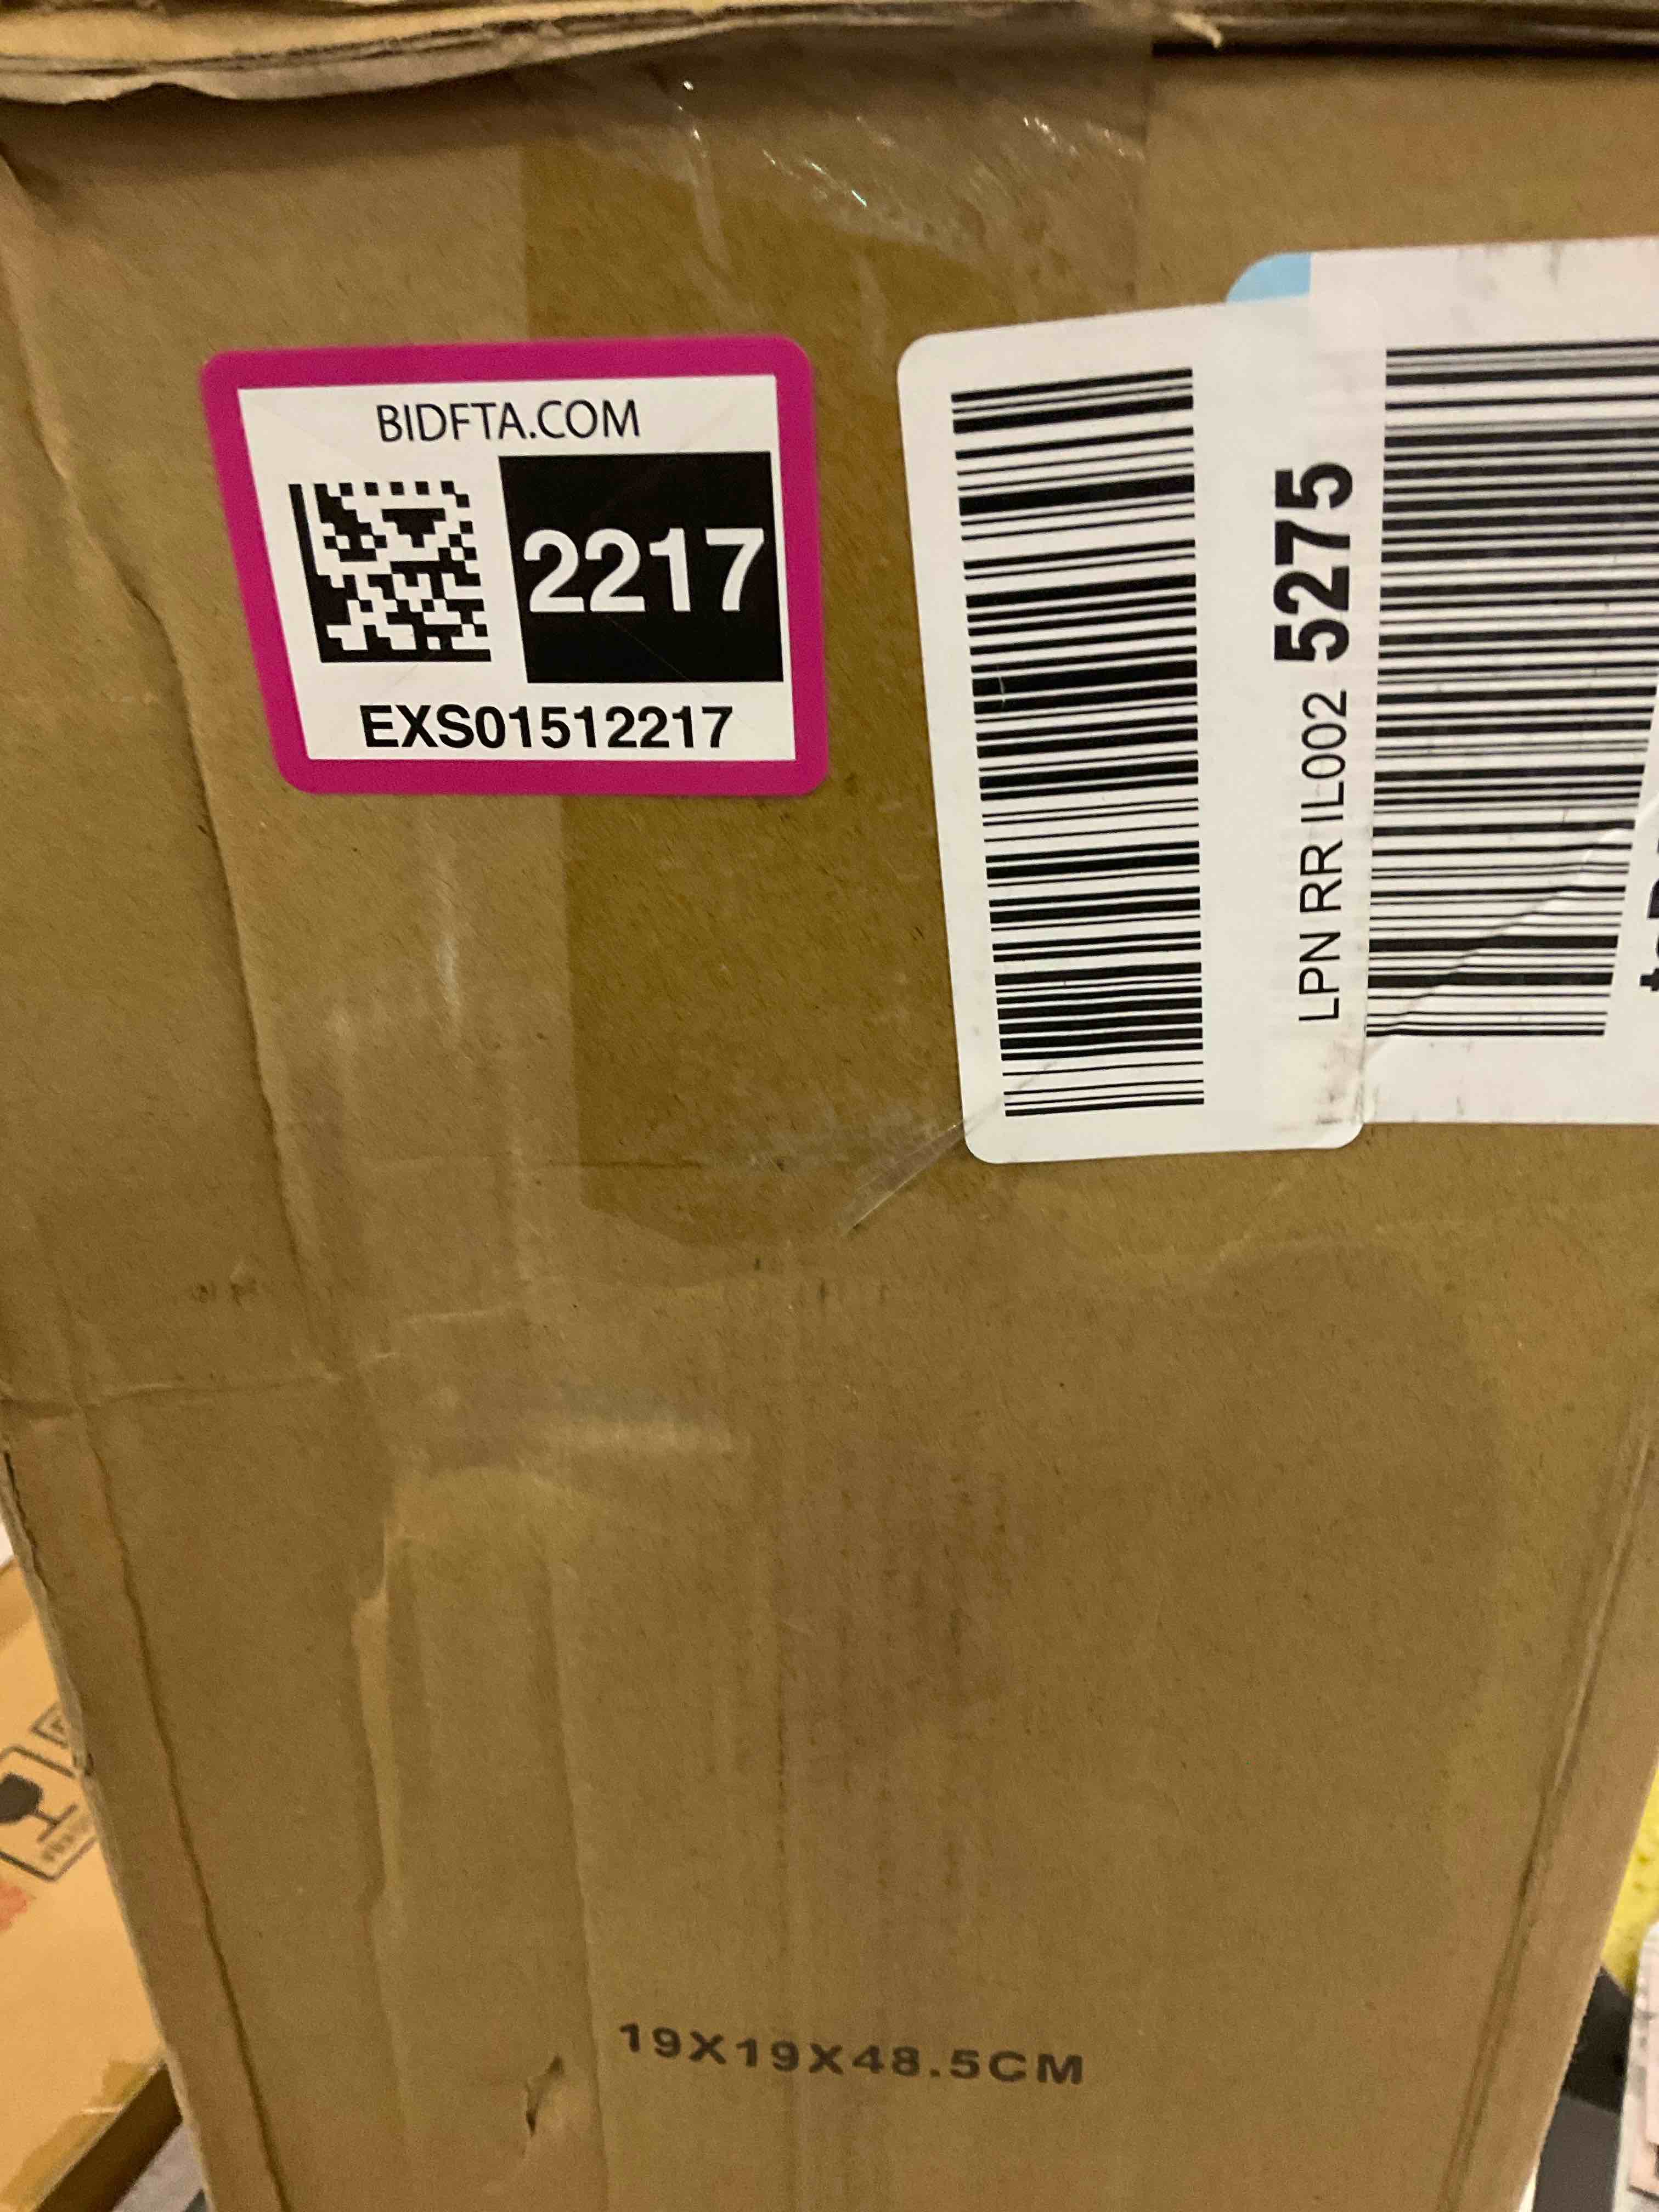 BIDFTA.COM
2217
EXS01512217
LPN RR IL002 5275
19X19X48.5CM